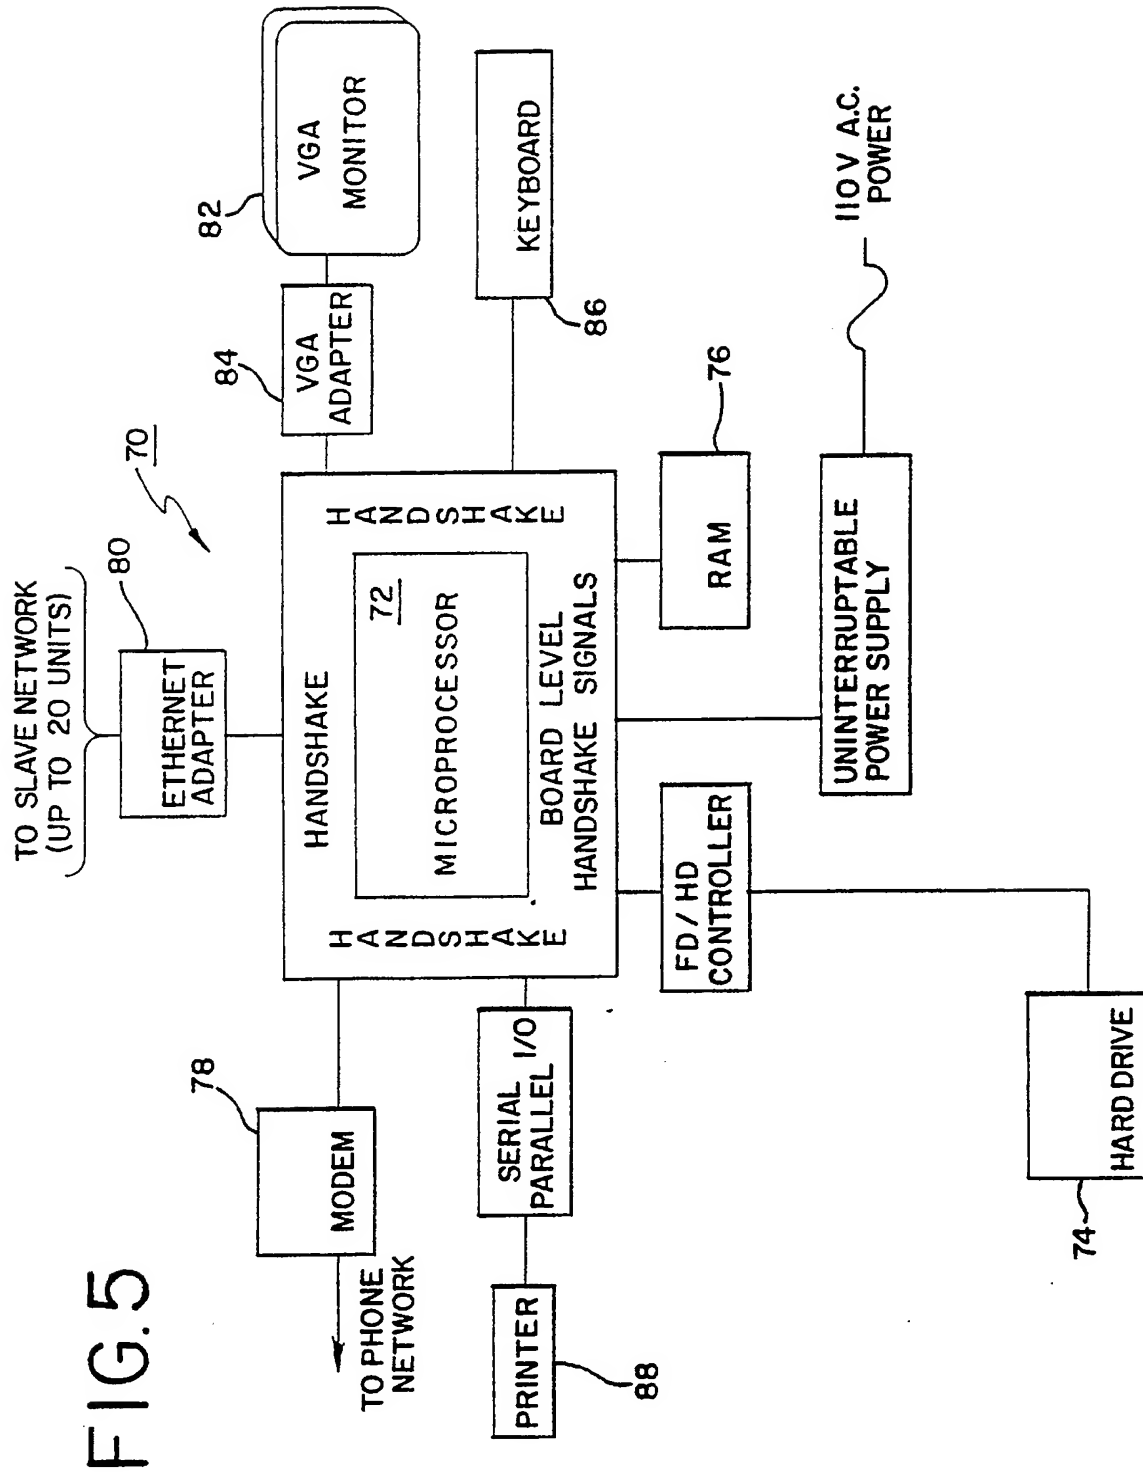 FIG. 5
TO SLAVE NETWORK
(UP TO 20 UNITS)
70
80
ETHERNET
ADAPTER
78
MODEM
TO PHONE
NETWORK
HANDSHAKE
HANDSHAKE
HANDSHAKE
72
MICROPROCESSOR
BOARD LEVEL
HANDSHAKE SIGNALS
84
VGA
ADAPTER
82
VGA
MONITOR
PRINTER
88
SERIAL
PARALLEL I/O
KEYBOARD
86
FD/HD
CONTROLLER
RAM
76
UNINTERRUPTABLE
POWER SUPPLY
110V A.C.
POWER
74
HARD DRIVE